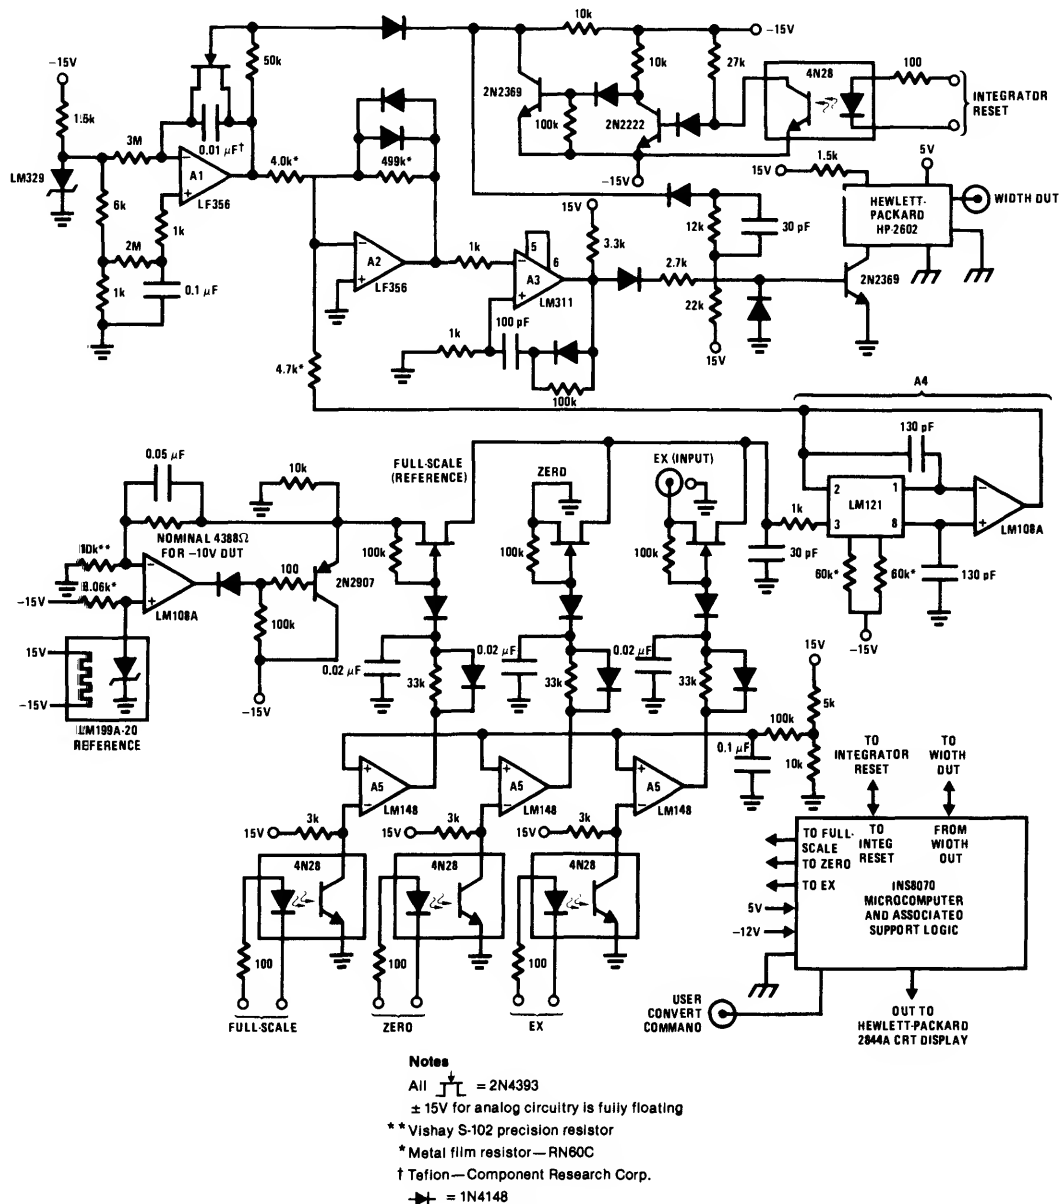 10k
-15V
-15V
50k
10k
27k
4N28
100
2N2369
1.5k
0.01 μF†
3M
100k
2N2222
INTEGRATOR
RESET
4.0k*
499k*
-15V
1.5k
5V
A1
LM329
LF356
15V
15V
WIDTH OUT
HEWLETT-
PACKARD
HP-2602
6k
1k
12k
30 pF
3.3k
2M
A2
1k
5
6
2.7k
2N2369
A3
LF356
LM311
1k
0.1 μF
22k
100 pF
1k
15V
4.7k*
100k
A4
130 pF
0.05 μF
10k
FULL-SCALE
(REFERENCE)
ZERO
EX (INPUT)
2
1
LM121
3
8
1k
LM108A
NOMINAL 4388Ω
FOR -10V OUT
100k
100k
100k
30 pF
10k**
100
2N2907
60k*
60k*
130 pF
8.06k*
-15V
LM108A
100k
-15V
15V
15V
0.02 μF
0.02 μF
0.02 μF
33k
33k
33k
-15V
-15V
5k
LM199A-20
REFERENCE
100k
0.1 μF
10k
TO
INTEGRATOR
RESET
TO
WIDTH
OUT
A5
A5
A5
LM148
LM148
LM148
3k
3k
3k
15V
15V
15V
TO FULL-
SCALE
TO ZERO
TO EX
TO
INTEG
RESET
FROM
WIDTH
OUT
4N28
4N28
4N28
INS8070
MICROCOMPUTER
AND ASSOCIATED
SUPPORT LOGIC
5V
-12V
100
100
100
USER
CONVERT
COMMAND
FULL-SCALE
ZERO
EX
OUT TO
HEWLETT-PACKARD
2844A CRT DISPLAY
Notes
All = 2N4393
± 15V for analog circuitry is fully floating
** Vishay S-102 precision resistor
* Metal film resistor—RN60C
† Teflon—Component Research Corp.
= 1N4148